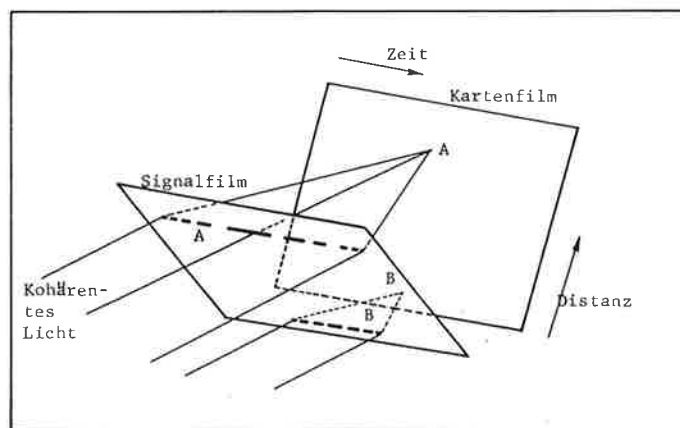 Zeit
Kartenfilm
A
Signalfilm
A
B
B
Kohären-
tes
Licht
Distanz